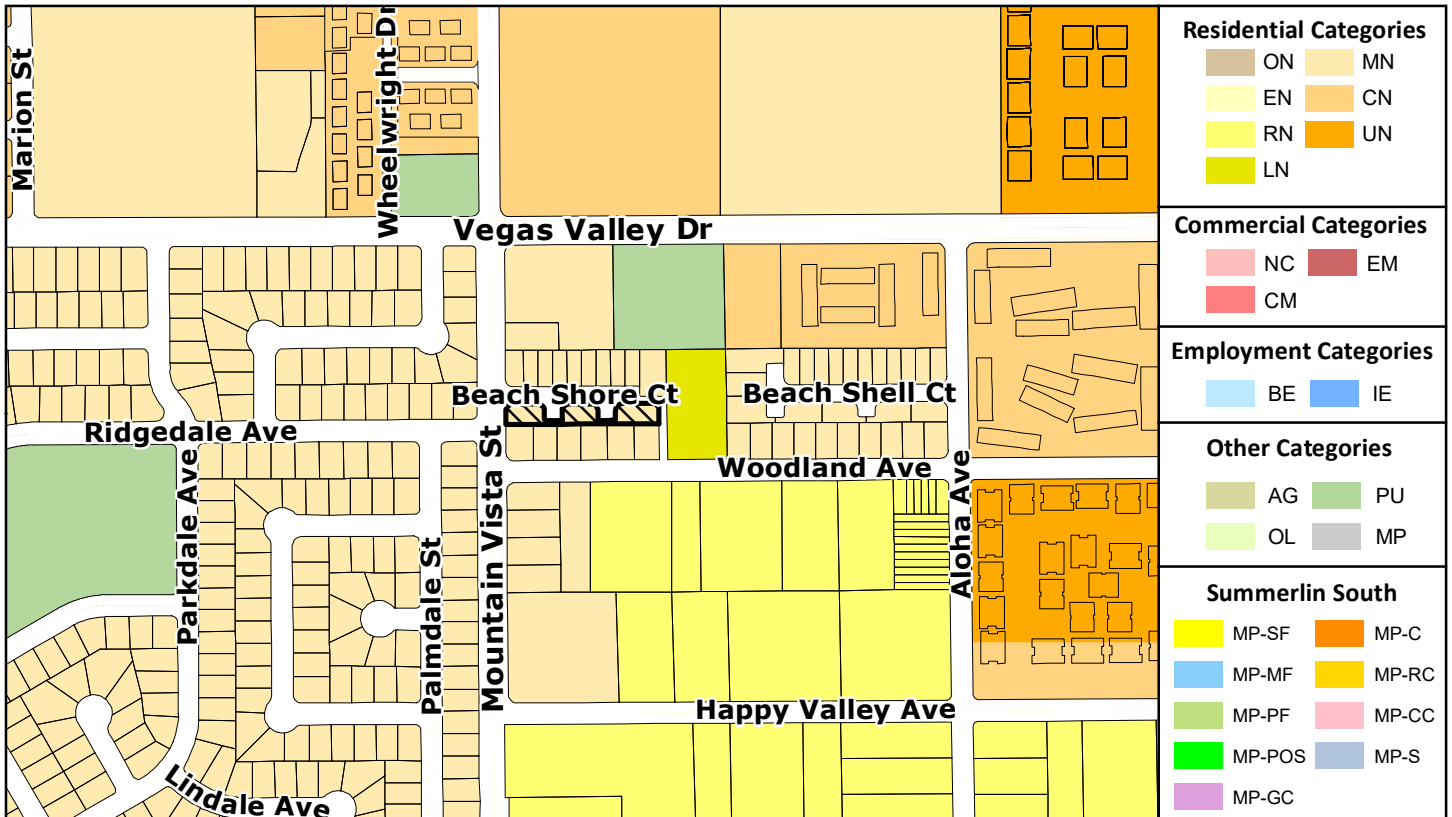 Marion St
Wheelwright Dr
Vegas Valley Dr
Beach Shore Ct
Beach Shell Ct
Ridgedale Ave
Woodland Ave
Parkdale Ave
Palmdale St
Mountain Vista St
Aloha Ave
Happy Valley Ave
Lindale Ave
Residential Categories
ON MN
EN CN
RN UN
LN
Commercial Categories
NC EM
CM
Employment Categories
BE IE
Other Categories
AG PU
OL MP
Summerlin South
MP-SF MP-C
MP-MF MP-RC
MP-PF MP-CC
MP-POS MP-S
MP-GC